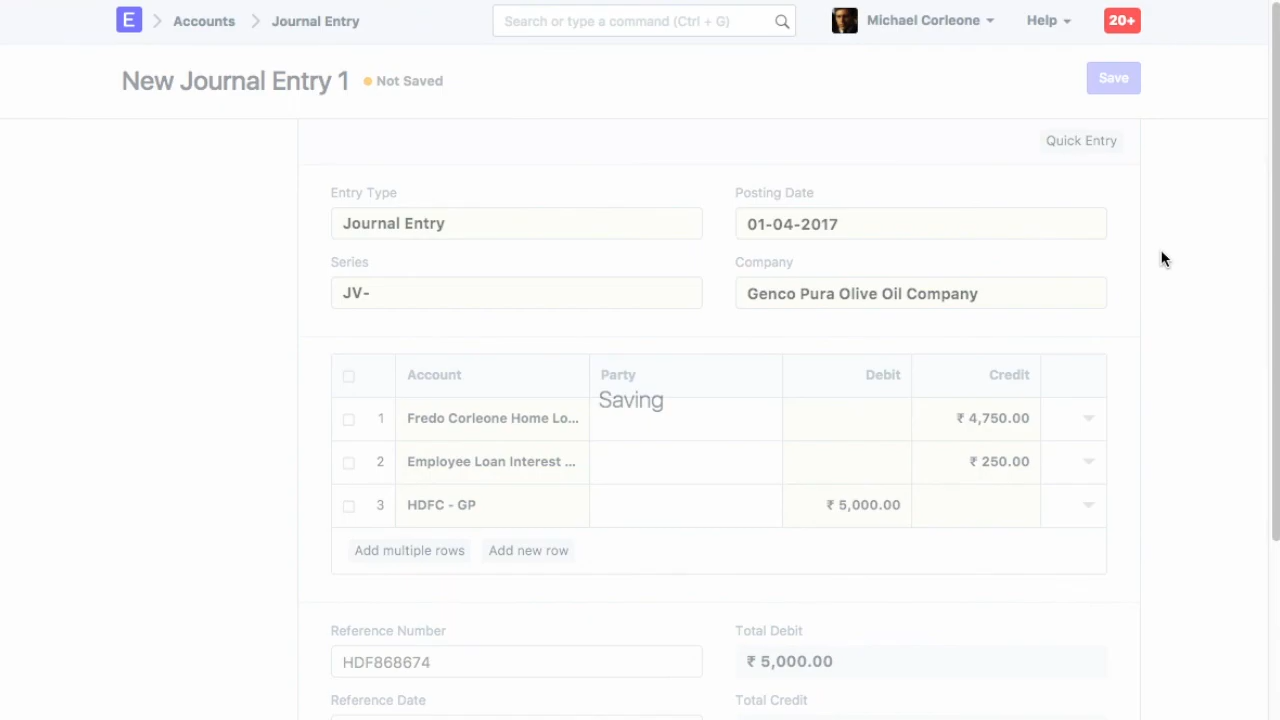 E Accounts Journal Entry Search or type a command (Ctrl + G) Michael Corleone Help 20+
New Journal Entry 1 Not Saved Save
Quick Entry
Entry Type Posting Date
Journal Entry 01-04-2017
Series Company
JV- Genco Pura Olive Oil Company
Account Party Debit Credit
Saving
1 Fredo Corleone Home Lo... ₹ 4,750.00
2 Employee Loan Interest ... ₹ 250.00
3 HDFC - GP ₹ 5,000.00
Add multiple rows Add new row
Reference Number Total Debit
HDF868674 ₹ 5,000.00
Reference Date Total Credit